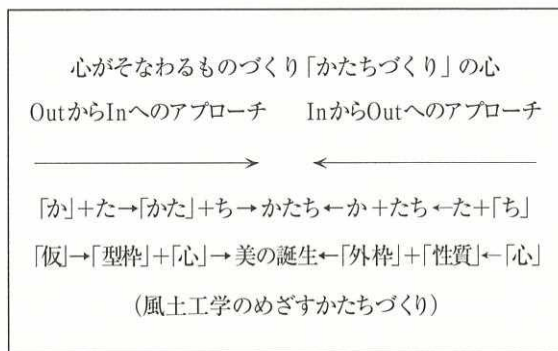 心がそなわるものづくり「かたちづくり」の心
OutからInへのアプローチ InからOutへのアプローチ
「か」+た→「かた」+ち→かたち←か+たち←た+「ち」
「仮」→「型枠」+「心」→美の誕生←「外枠」+「性質」←「心」
(風土工学のめざすかたちづくり)